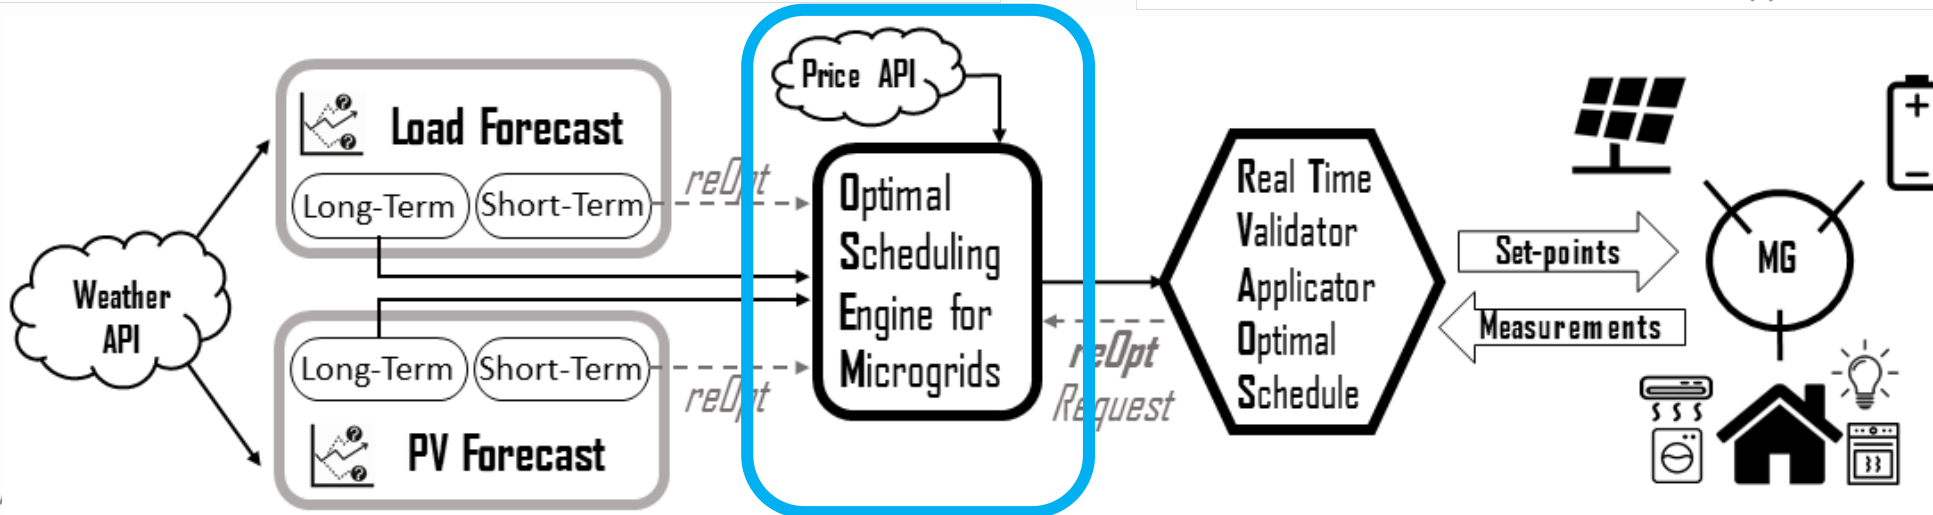 Weather
API
Load Forecast
Long-Term
Short-Term
reOpt
Long-Term
Short-Term
reOpt
PV Forecast
Price API
Optimal
Scheduling
Engine for
Microgrids
reOpt
Request
Real Time
Validator
Applicator
Optimal
Schedule
Set-points
Measurements
MG